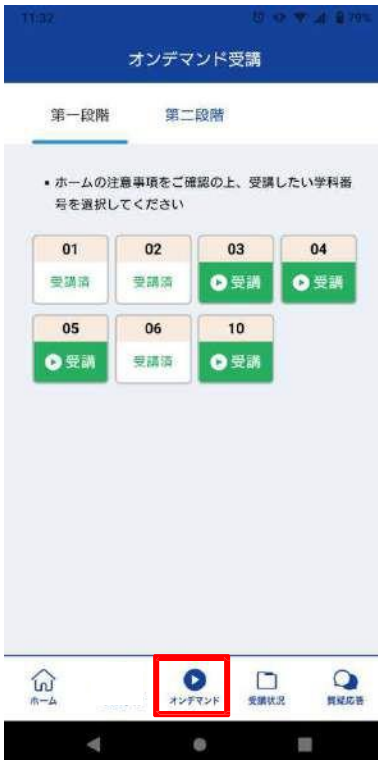 11:32
79%
オンデマンド受講
第一段階 第二段階
• ホームの注意事項をご確認の上、受講したい学科番
号を選択してください
01 02 03 04
受講済 受講済 受講 受講
05 06 10
受講 受講済 受講
ホーム オンデマンド 受講状況 質疑応答